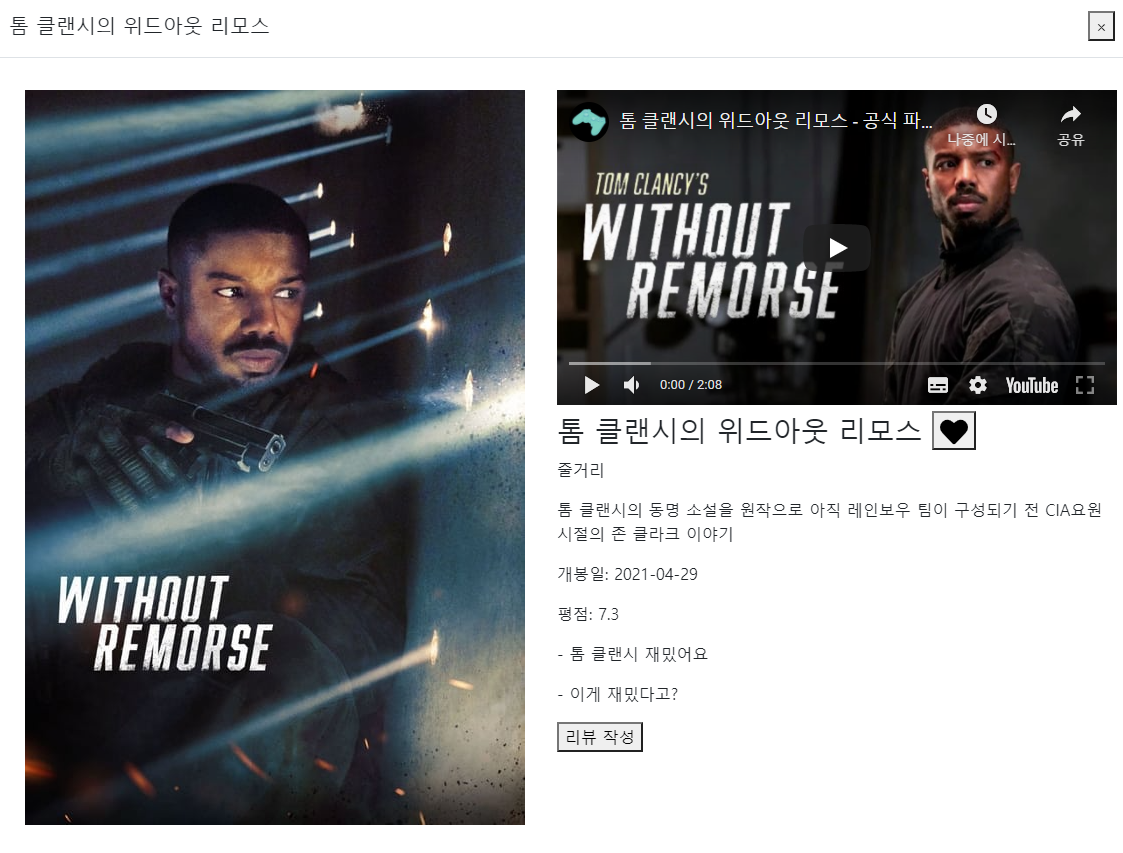 톰 클랜시의 위드아웃 리모스
×
WITHOUT
REMORSE
톰 클랜시의 위드아웃 리모스 - 공식 파...
나중에 시...
공유
TOM CLANCY'S
WITHOUT
REMORSE
0:00 / 2:08
YouTube
톰 클랜시의 위드아웃 리모스
줄거리
톰 클랜시의 동명 소설을 원작으로 아직 레인보우 팀이 구성되기 전 CIA요원
시절의 존 클라크 이야기
개봉일: 2021-04-29
평점: 7.3
- 톰 클랜시 재밌어요
- 이게 재밌다고?
리뷰 작성